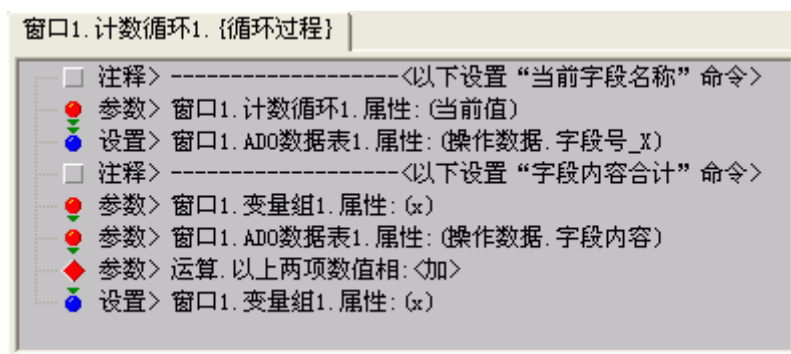 窗口1.计数循环1.{循环过程}
注释> -------------------<以下设置“当前字段名称”命令>
参数> 窗口1.计数循环1.属性:(当前值)
设置> 窗口1.ADO数据表1.属性:(操作数据.字段号_X)
注释> -------------------<以下设置“字段内容合计”命令>
参数> 窗口1.变量组1.属性:(x)
参数> 窗口1.ADO数据表1.属性:(操作数据.字段内容)
参数> 运算.以上两项数值相:<加>
设置> 窗口1.变量组1.属性:(x)